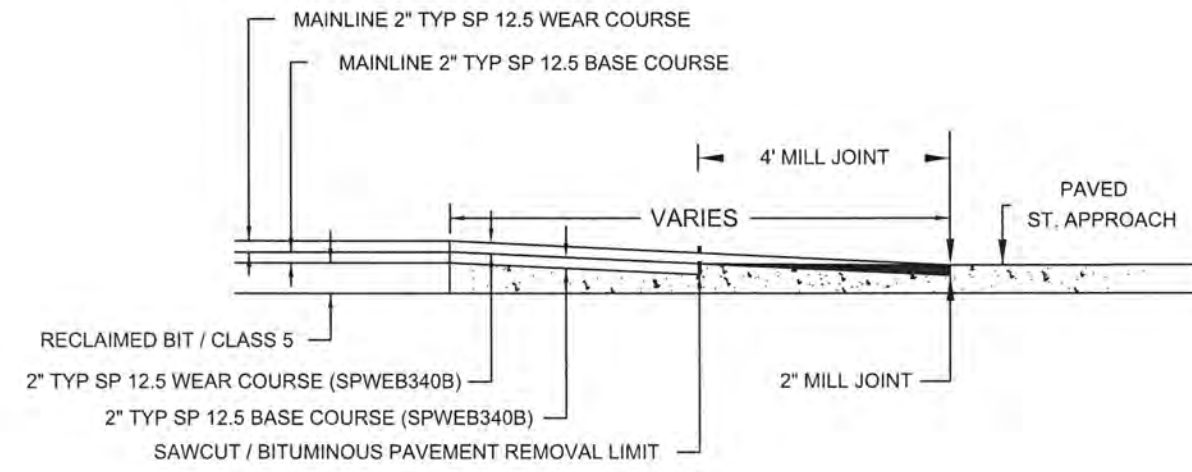 MAINLINE 2" TYP SP 12.5 WEAR COURSE
MAINLINE 2" TYP SP 12.5 BASE COURSE
4' MILL JOINT
VARIES
PAVED
ST. APPROACH
RECLAIMED BIT / CLASS 5
2" TYP SP 12.5 WEAR COURSE (SPWEB340B)
2" MILL JOINT
2" TYP SP 12.5 BASE COURSE (SPWEB340B)
SAWCUT / BITUMINOUS PAVEMENT REMOVAL LIMIT